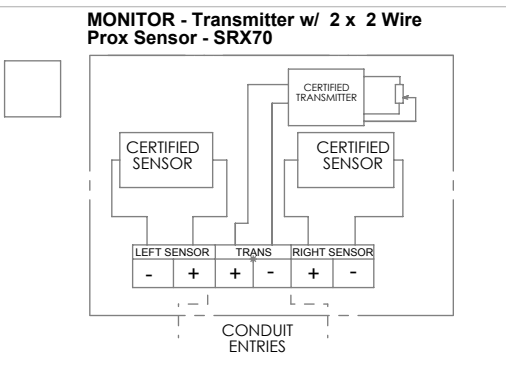 MONITOR - Transmitter w/  2 x  2 Wire
Prox Sensor - SRX70
CERTIFIED
TRANSMITTER
CERTIFIED
SENSOR
CERTIFIED
SENSOR
LEFT SENSOR TRANS RIGHT SENSOR
- + + - + -
CONDUIT
ENTRIES